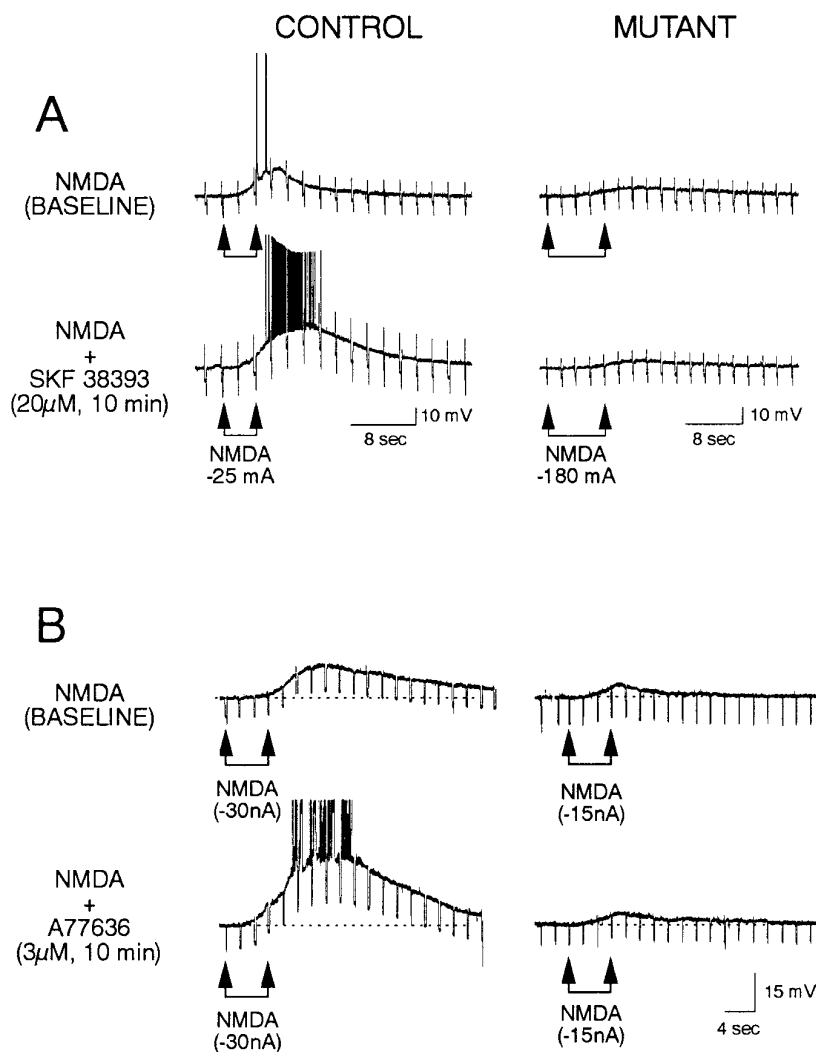 CONTROL MUTANT
A
NMDA
(BASELINE)
NMDA
+
SKF 38393
(20µM, 10 min)
10 mV
8 sec
10 mV
8 sec
NMDA
-25 mA
NMDA
-180 mA
B
NMDA
(BASELINE)
NMDA
(-30nA)
NMDA
(-15nA)
NMDA
+
A77636
(3µM, 10 min)
NMDA
(-30nA)
NMDA
(-15nA)
15 mV
4 sec